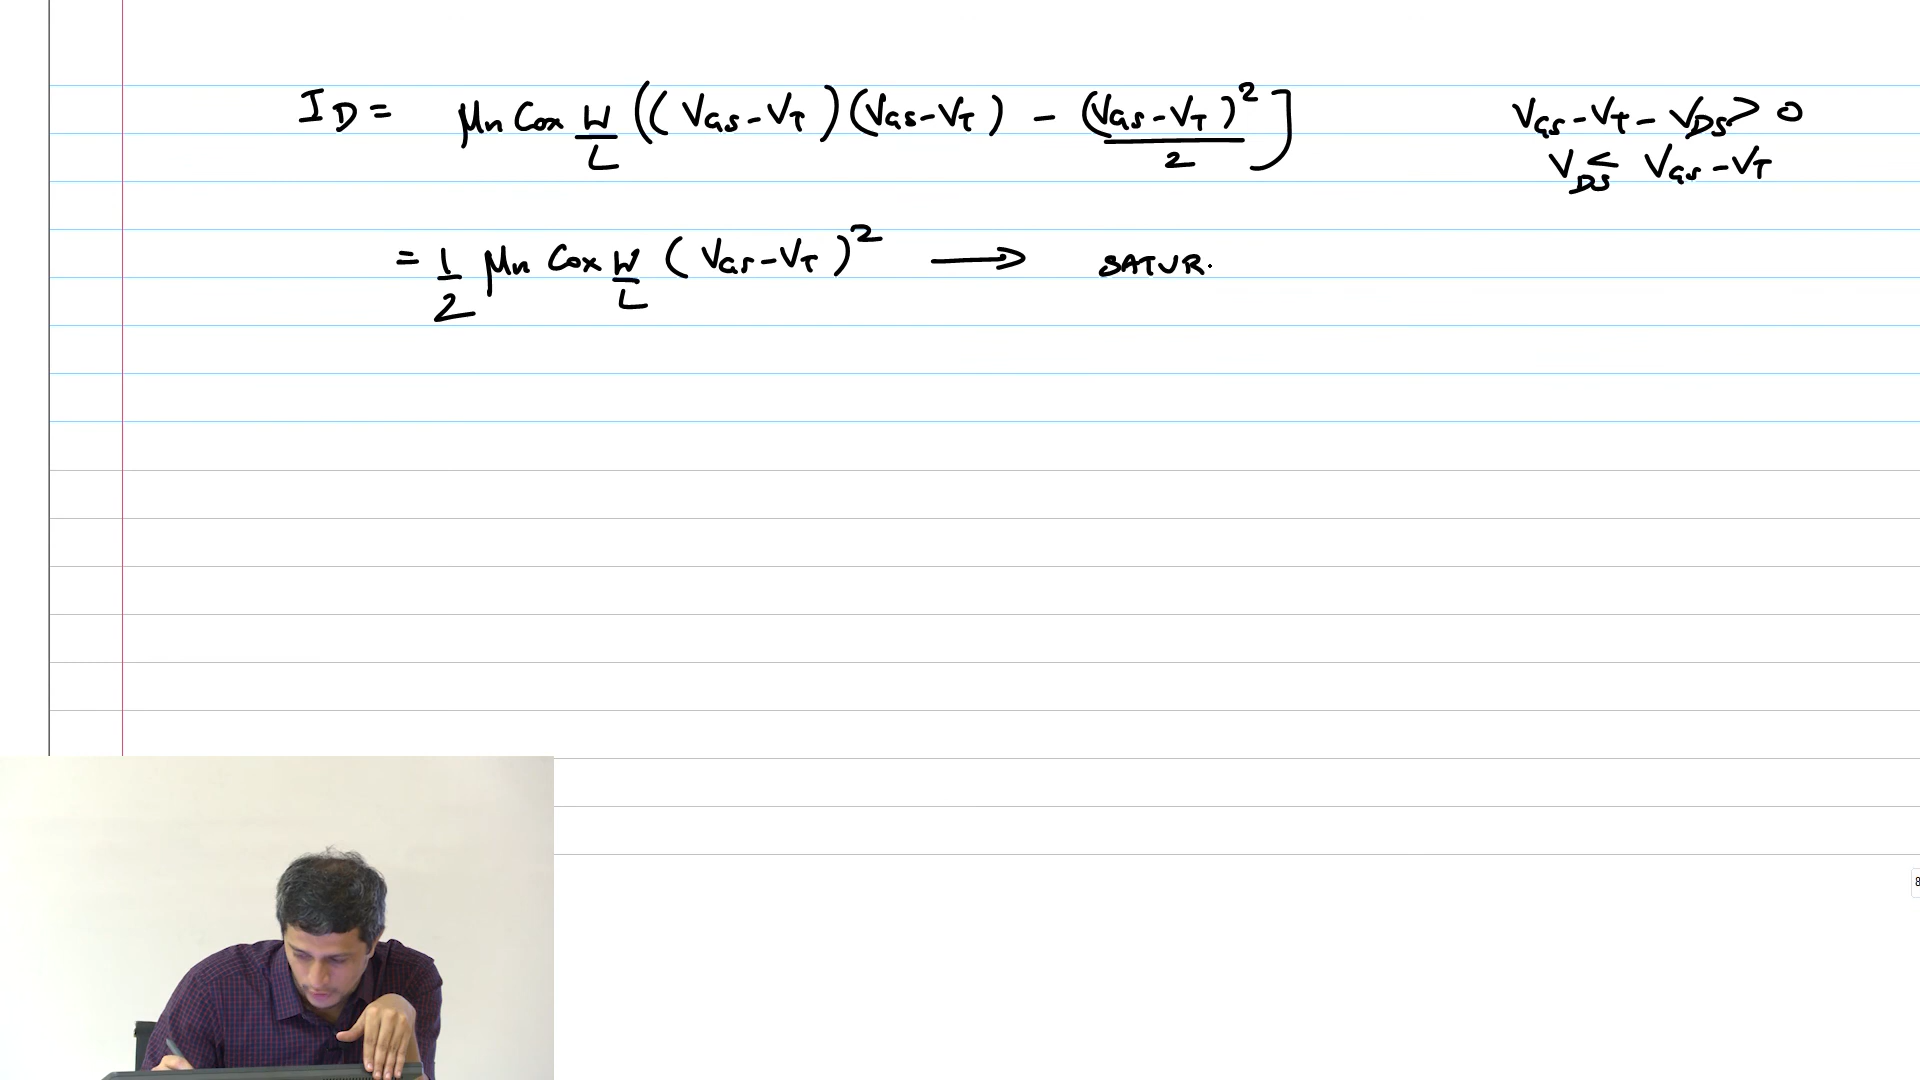 I_D = μn Cox W/L ((V_GS - V_T)(V_GS - V_T) - (V_GS - V_T)^2/2]
V_GS - V_T - V_DS > 0
V_DS < V_GS - V_T
= 1/2 μn Cox W/L (V_GS - V_T)^2 ⟶ SATUR.
8